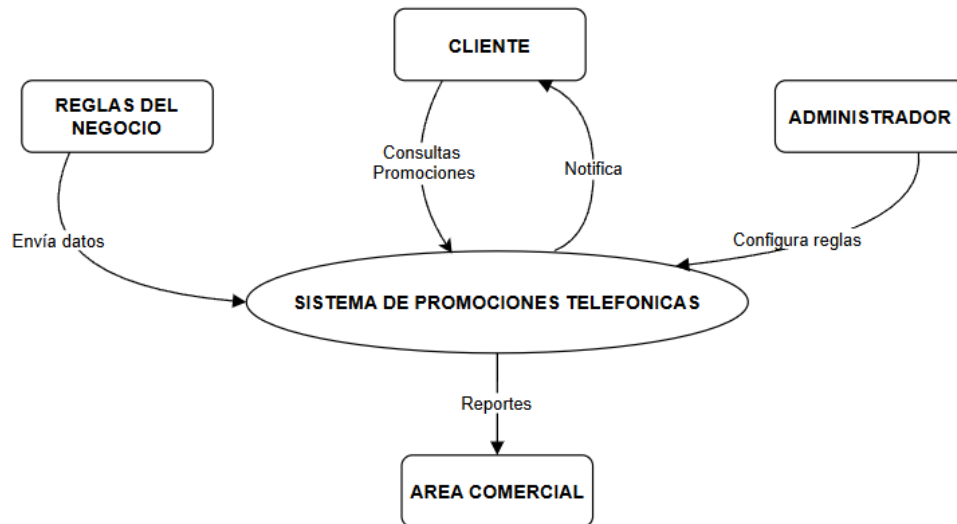 CLIENTE
REGLAS DEL
NEGOCIO
ADMINISTRADOR
Consultas
Promociones
Notifica
Envía datos
Configura reglas
SISTEMA DE PROMOCIONES TELEFONICAS
Reportes
AREA COMERCIAL